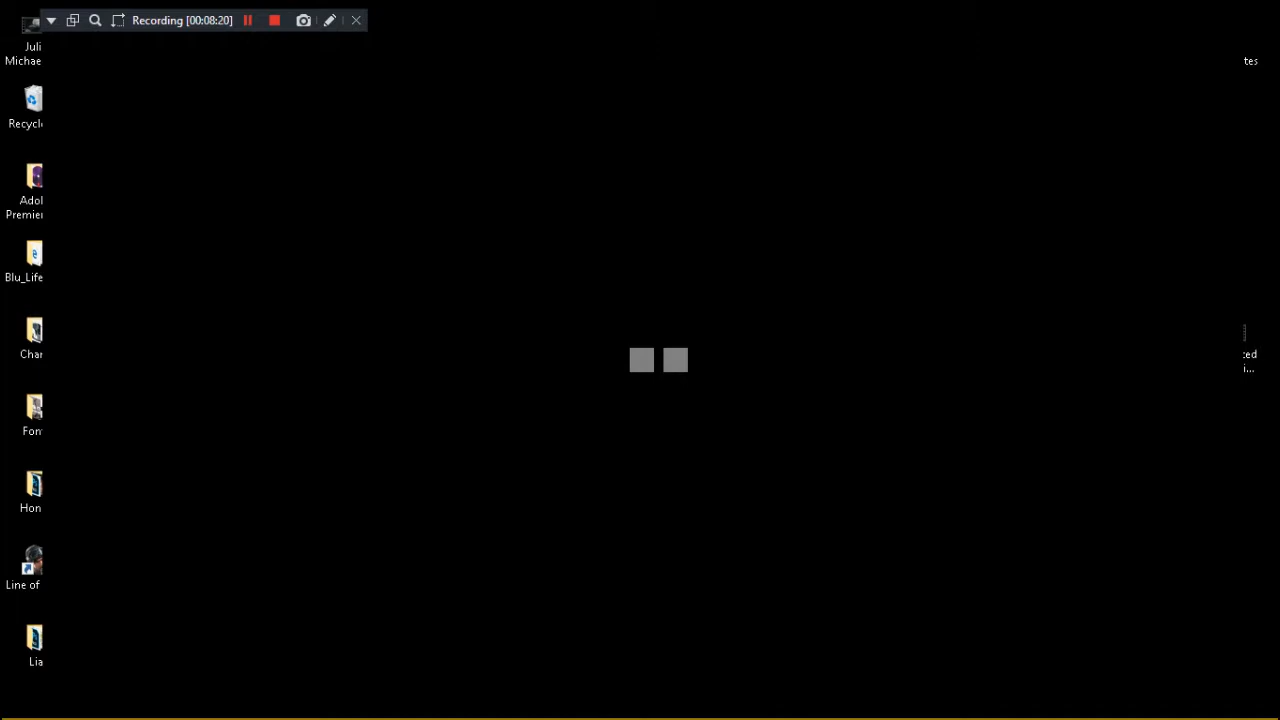 Recording [00:08:20]
Juli
Michae
Recycl
Adol
Premier
Blu_Life
Char
Fon
Hon
Line of
Lia
tes
ted
i...